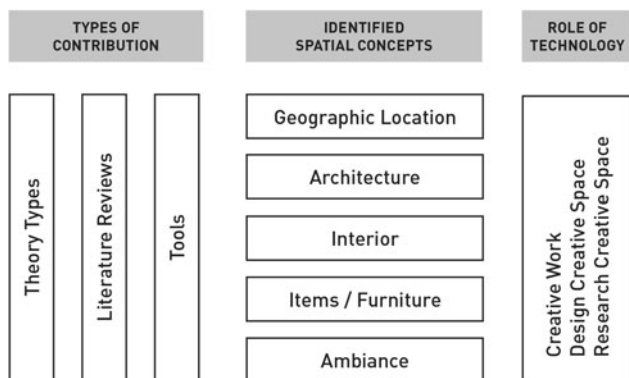 TYPES OF
CONTRIBUTION
IDENTIFIED
SPATIAL CONCEPTS
ROLE OF
TECHNOLOGY
Theory Types
Literature Reviews
Tools
Geographic Location
Architecture
Interior
Items / Furniture
Ambiance
Creative Work
Design Creative Space
Research Creative Space